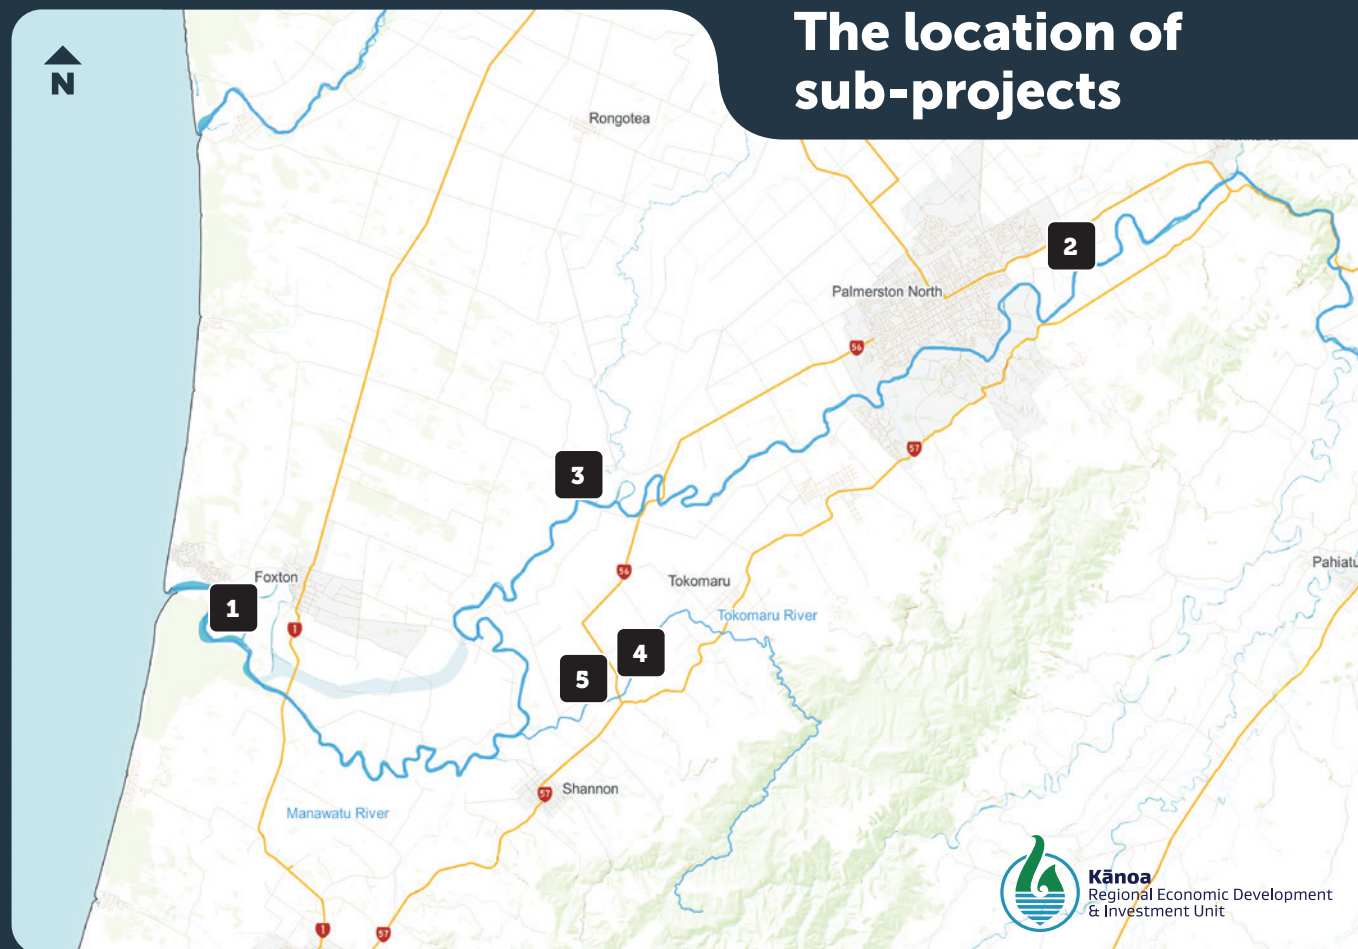 The location of
sub-projects
N
Rongotea
2
Palmerston North
56
57
3
56
Tokomaru
Pahiatu
Foxton
1
1
Tokomaru River
4
5
57
Shannon
Manawatu River
1
57
Kānoa
Regional Economic Development
& Investment Unit